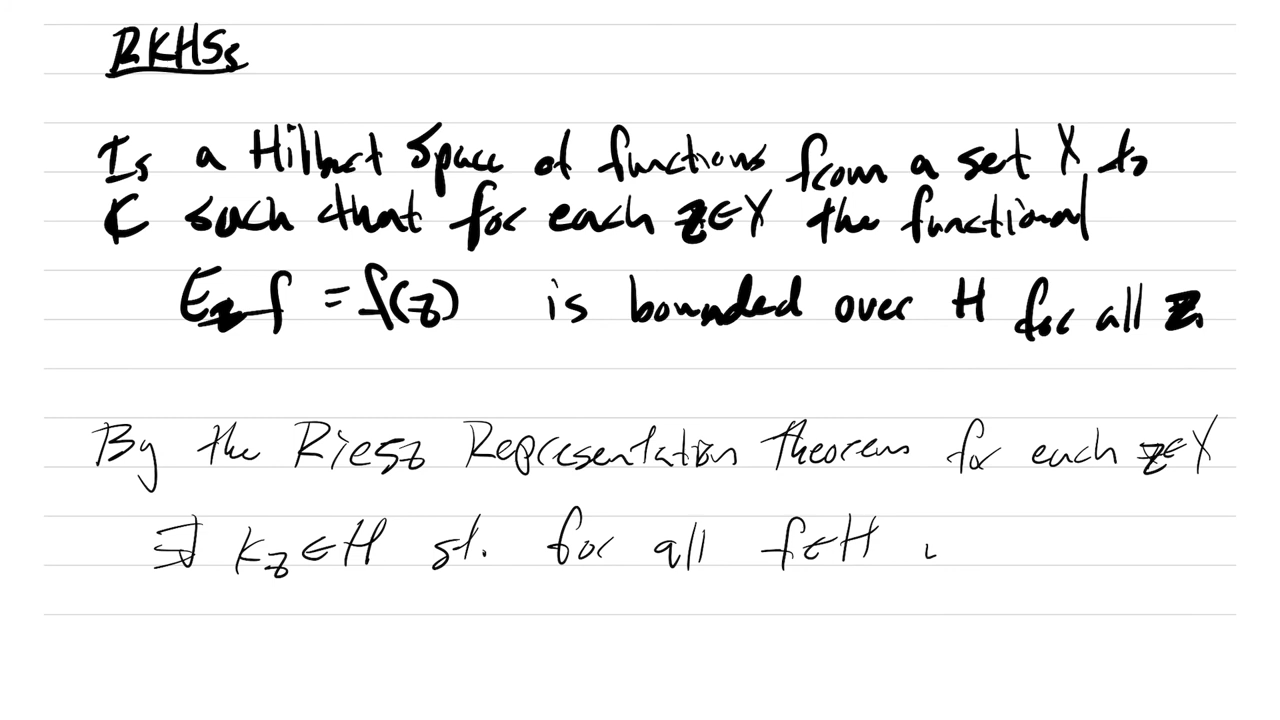 RKHSs
Is a Hilbert Space of functions from a set X to
ℂ such that for each z∈X the functional
E_z f = f(z) is bounded over H for all z.
By the Riesz Representation theorem for each z∈X
∃ k_z ∈ H st. for all f∈H